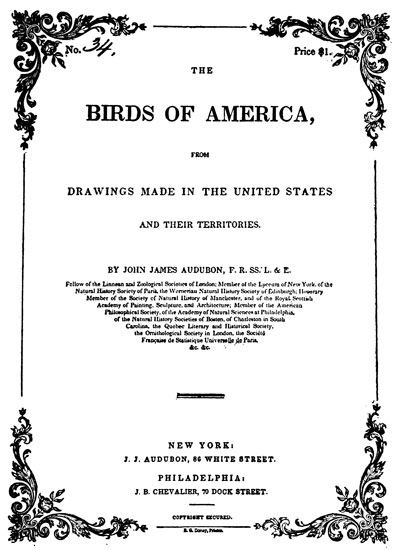 No. 34, Price $1.
THE
BIRDS OF AMERICA,
FROM
DRAWINGS MADE IN THE UNITED STATES
AND THEIR TERRITORIES.
BY JOHN JAMES AUDUBON, F. R. SS. L. & E.
Fellow of the Linnean and Zoological Societies of London; Member of the Lyceum of New York, of the
Natural History Society of Paris, the Wernerian Natural History Society of Edinburgh; Honorary
Member of the Society of Natural History of Manchester, and of the Royal Scottish
Academy of Painting, Sculpture, and Architecture; Member of the American
Philosophical Society, of the Academy of Natural Sciences at Philadelphia,
of the Natural History Societies of Boston, of Charleston in South
Carolina, the Quebec Literary and Historical Society,
the Ornithological Society in London, the Société
Française de Statistique Universelle de Paris,
&c. &c.
NEW YORK:
J. J. AUDUBON, 86 WHITE STREET.
PHILADELPHIA:
J. B. CHEVALIER, 70 DOCK STREET.
COPYRIGHT SECURED.
Printer.